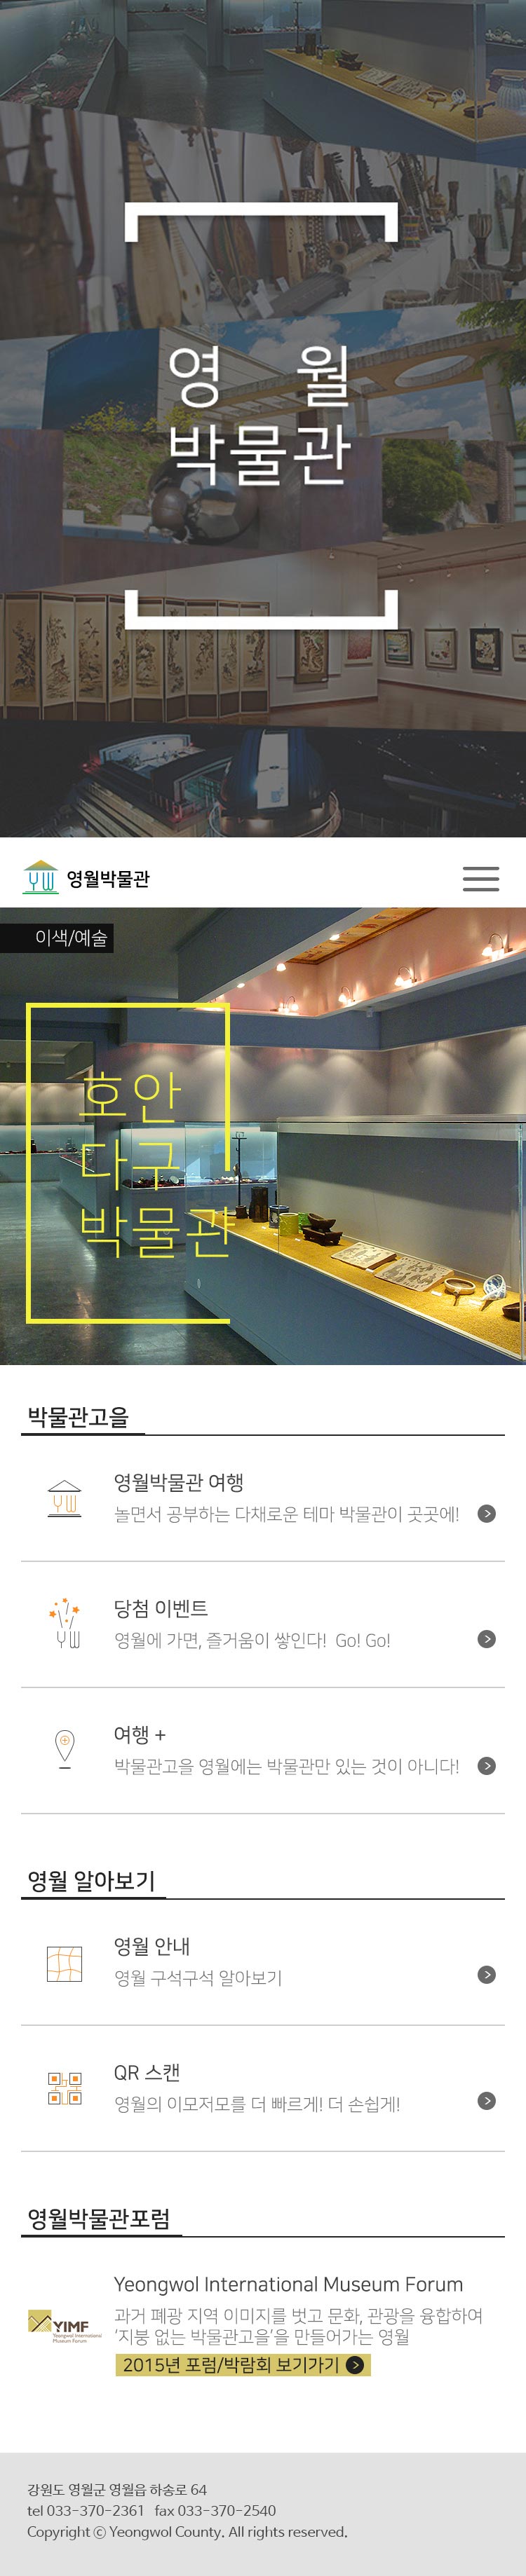 영 월
박물관
영월박물관
이색/예술
호안
다구
박물관
박물관고을
영월박물관 여행
놀면서 공부하는 다채로운 테마 박물관이 곳곳에!
당첨 이벤트
영월에 가면, 즐거움이 쌓인다! Go! Go!
여행 +
박물관고을 영월에는 박물관만 있는 것이 아니다!
영월 알아보기
영월 안내
영월 구석구석 알아보기
QR 스캔
영월의 이모저모를 더 빠르게! 더 손쉽게!
영월박물관포럼
Yeongwol International Museum Forum
과거 폐광 지역 이미지를 벗고 문화, 관광을 융합하여
'지붕 없는 박물관고을'을 만들어가는 영월
YIMF
Yeongwol International
Museum Forum
2015년 포럼/박람회 보기가기
강원도 영월군 영월읍 하송로 64
tel 033-370-2361 fax 033-370-2540
Copyright ⓒ Yeongwol County. All rights reserved.